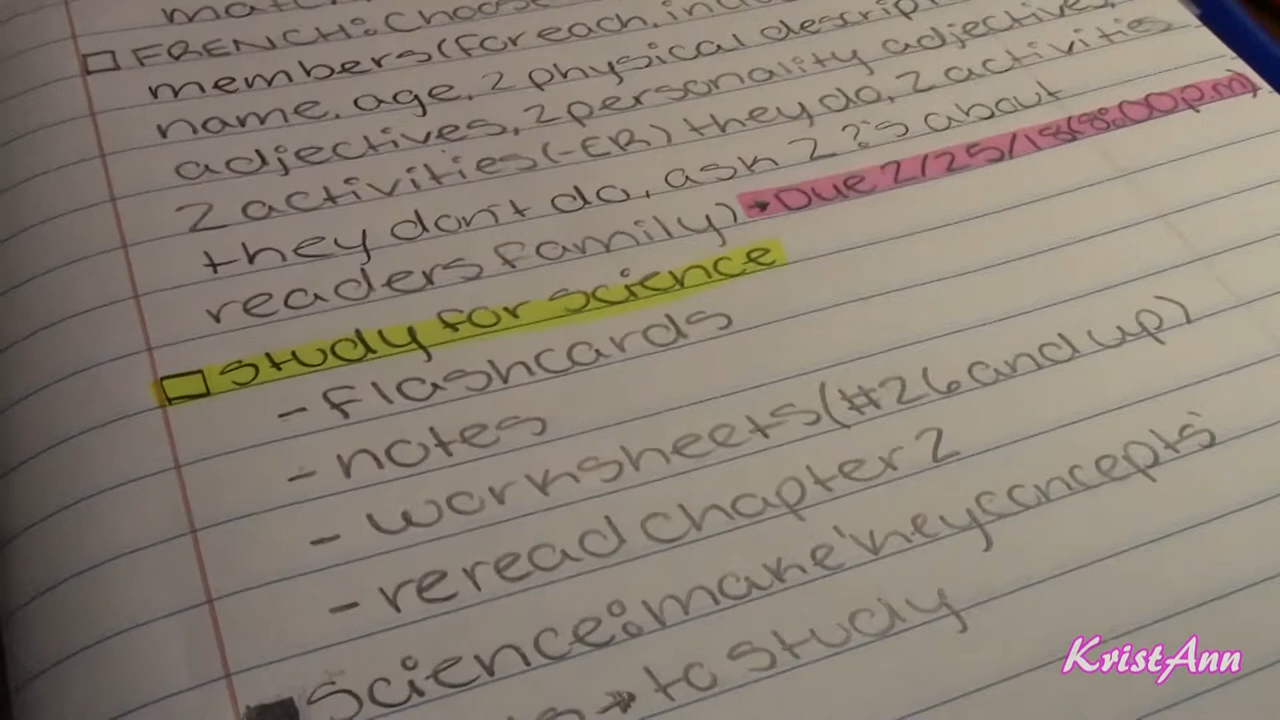 FRENCH: Choose
members (for each, in
name, age, 2 physical descrip
adjectives, 2 personality adjectives,
2 activities (-ER) they do, 2 activities
they don't do, ask 2 ?'s about
readers family) → Due 2/25/18 (8:00p.m)
study for science
- flashcards
- notes
- worksheets (#26 and up)
- reread chapter 2
science: make 'key concepts'
→ to study
KristAnn